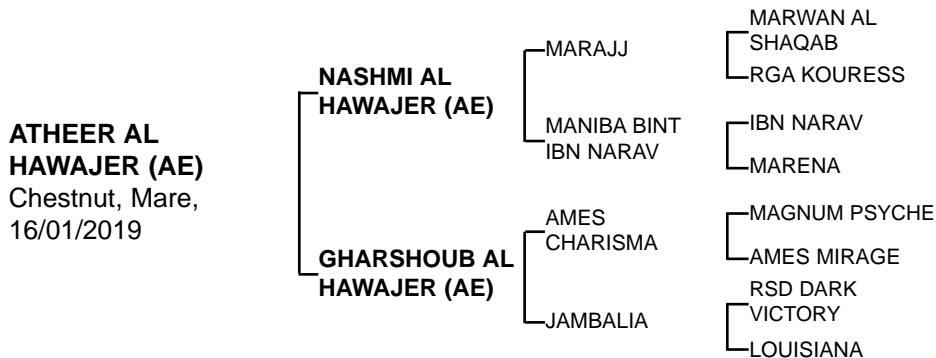 ATHEER AL
HAWAJER (AE)
Chestnut, Mare,
16/01/2019
NASHMI AL
HAWAJER (AE)
GHARSHOUB AL
HAWAJER (AE)
MARAJJ
MANIBA BINT
IBN NARAV
AMES
CHARISMA
JAMBALIA
MARWAN AL
SHAQAB
RGA KOURESS
IBN NARAV
MARENA
MAGNUM PSYCHE
AMES MIRAGE
RSD DARK
VICTORY
LOUISIANA